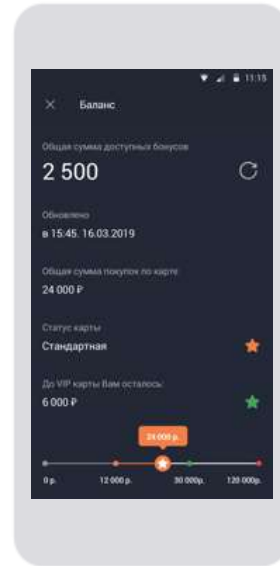 11:15
Баланс
Общая сумма доступных бонусов
2 500
Обновлено
в 15:45. 16.03.2019
Общая сумма покупок по карте
24 000 ₽
Статус карты
Стандартная
До VIP карты Вам осталось:
6 000 ₽
24 000 р.
0 р. 12 000 р. 30 000р. 120 000р.